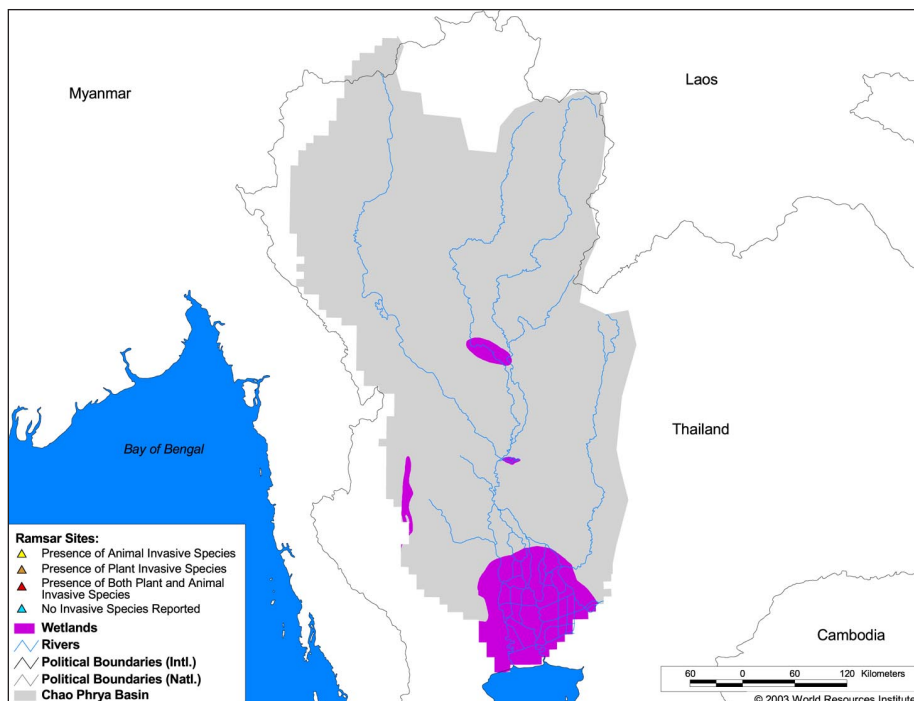 Myanmar
Laos
Bay of Bengal
Thailand
Ramsar Sites:
Presence of Animal Invasive Species
Presence of Plant Invasive Species
Presence of Both Plant and Animal
Invasive Species
No Invasive Species Reported
Wetlands
Rivers
Political Boundaries (Intl.)
Political Boundaries (Natl.)
Chao Phrya Basin
Cambodia
60 0 60 120 Kilometers
© 2003 World Resources Institute